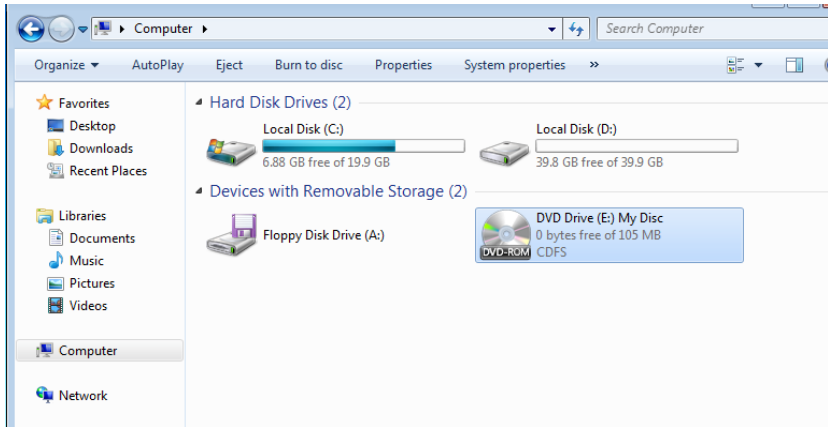 Computer
Search Computer
Organize AutoPlay Eject Burn to disc Properties System properties »
Favorites
Desktop
Downloads
Recent Places
Libraries
Documents
Music
Pictures
Videos
Computer
Network
Hard Disk Drives (2)
Local Disk (C:)
6.88 GB free of 19.9 GB
Local Disk (D:)
39.8 GB free of 39.9 GB
Devices with Removable Storage (2)
Floppy Disk Drive (A:)
DVD Drive (E:) My Disc
0 bytes free of 105 MB
DVD-ROM
CDFS